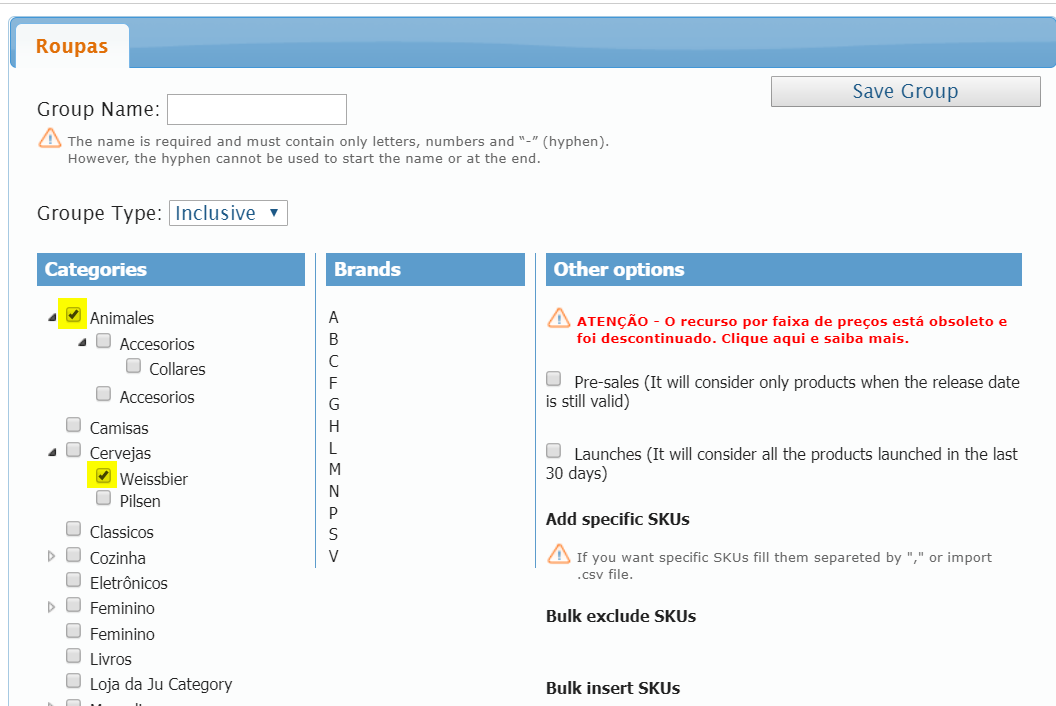 Roupas
Save Group
Group Name:
The name is required and must contain only letters, numbers and “-” (hyphen).
However, the hyphen cannot be used to start the name or at the end.
Groupe Type: Inclusive
Categories
Animales
Accesorios
Collares
Accesorios
Camisas
Cervejas
Weissbier
Pilsen
Classicos
Cozinha
Eletrônicos
Feminino
Feminino
Livros
Loja da Ju Category
Brands
A
B
C
F
G
H
L
M
N
P
S
V
Other options
ATENÇÃO - O recurso por faixa de preços está obsoleto e
foi descontinuado. Clique aqui e saiba mais.
Pre-sales (It will consider only products when the release date
is still valid)
Launches (It will consider all the products launched in the last
30 days)
Add specific SKUs
If you want specific SKUs fill them separeted by "," or import
.csv file.
Bulk exclude SKUs
Bulk insert SKUs